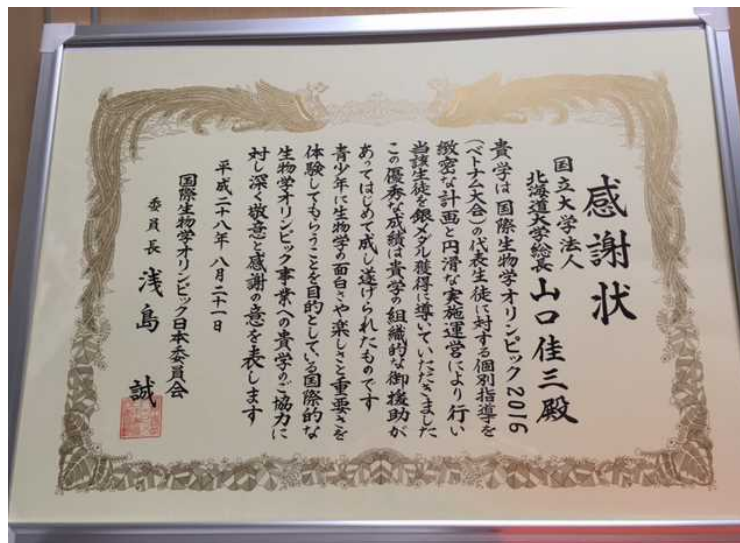 感謝状
国立大学法人
北海道大学総長 山口佳三殿
貴学は国際生物学オリンピック2016
（ベトナム大会）の代表生徒に対する個別指導を
緻密な計画と円滑な実施運営により行い
当該生徒を銀メダル獲得に導いていただきました
この優秀な成績は貴学の組織的な御援助が
あってはじめて成し遂げられたものです
青少年に生物学の面白さや楽しさと重要さを
体験してもらうことを目的としている国際的な
生物学オリンピック事業への貴学のご協力に
対し深く敬意と感謝の意を表します
平成二十八年 八月二十一日
国際生物学オリンピック日本委員会
委員長 浅島 誠